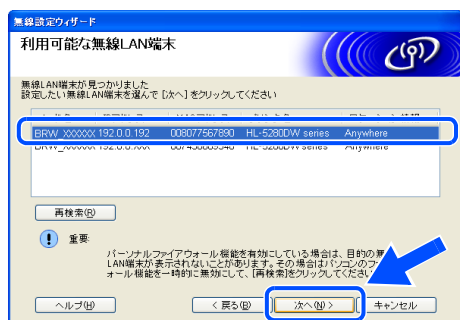 無線設定ウィザード
利用可能な無線LAN端末
無線LAN端末が見つかりました
設定したい無線LAN端末を選んで [次へ] をクリックしてください
BRW_XXXXXX 192.0.0.192 008077567890 HL-5280DW series Anywhere
再検索(R)
重要:
パーソナルファイアウォール機能を有効にしている場合は、目的の無
LAN端末が表示されないことがあります。その場合はパソコンのフ
ォール機能を一時的に無効にして、[再検索]をクリックしてください
ヘルプ(H) < 戻る(B) 次へ(N) > キャンセル